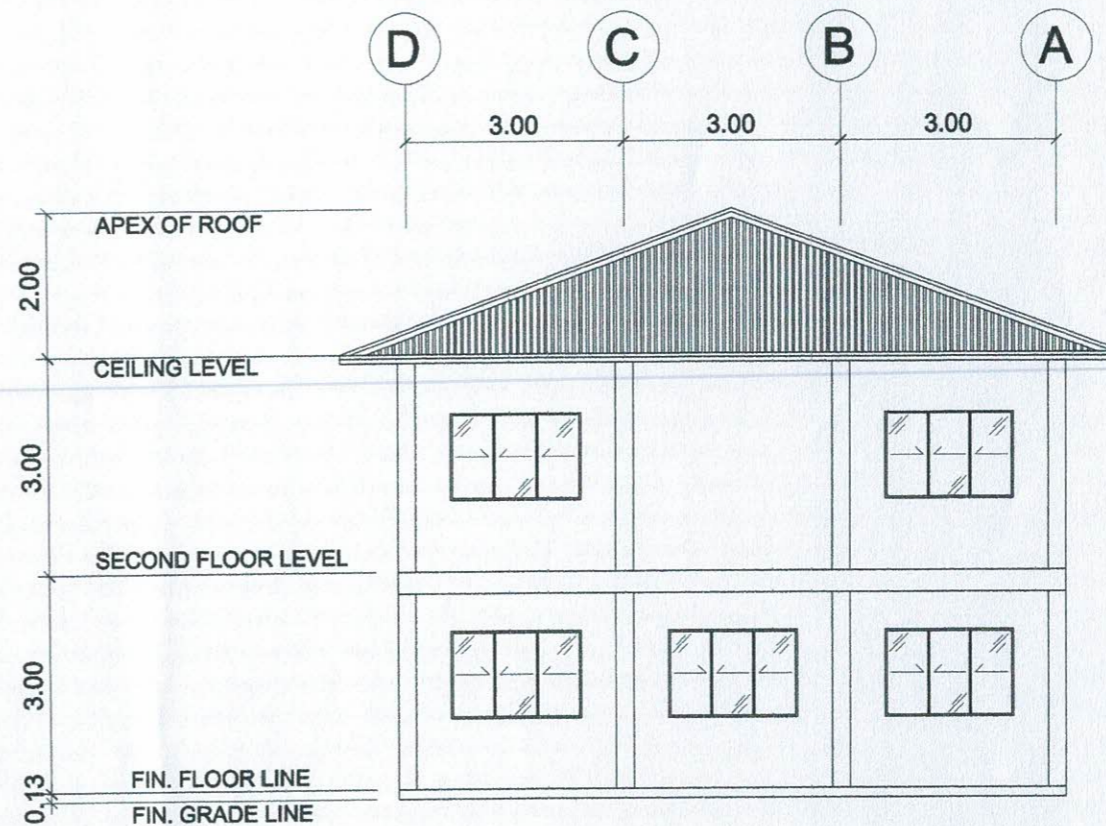 D C B A
3.00 3.00 3.00
APEX OF ROOF
2.00
CEILING LEVEL
3.00
SECOND FLOOR LEVEL
3.00
FIN. FLOOR LINE
0.13
FIN. GRADE LINE